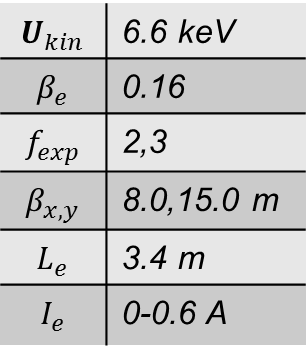 U_kin 6.6 keV
β_e 0.16
f_exp 2,3
β_x,y 8.0,15.0 m
L_e 3.4 m
I_e 0-0.6 A